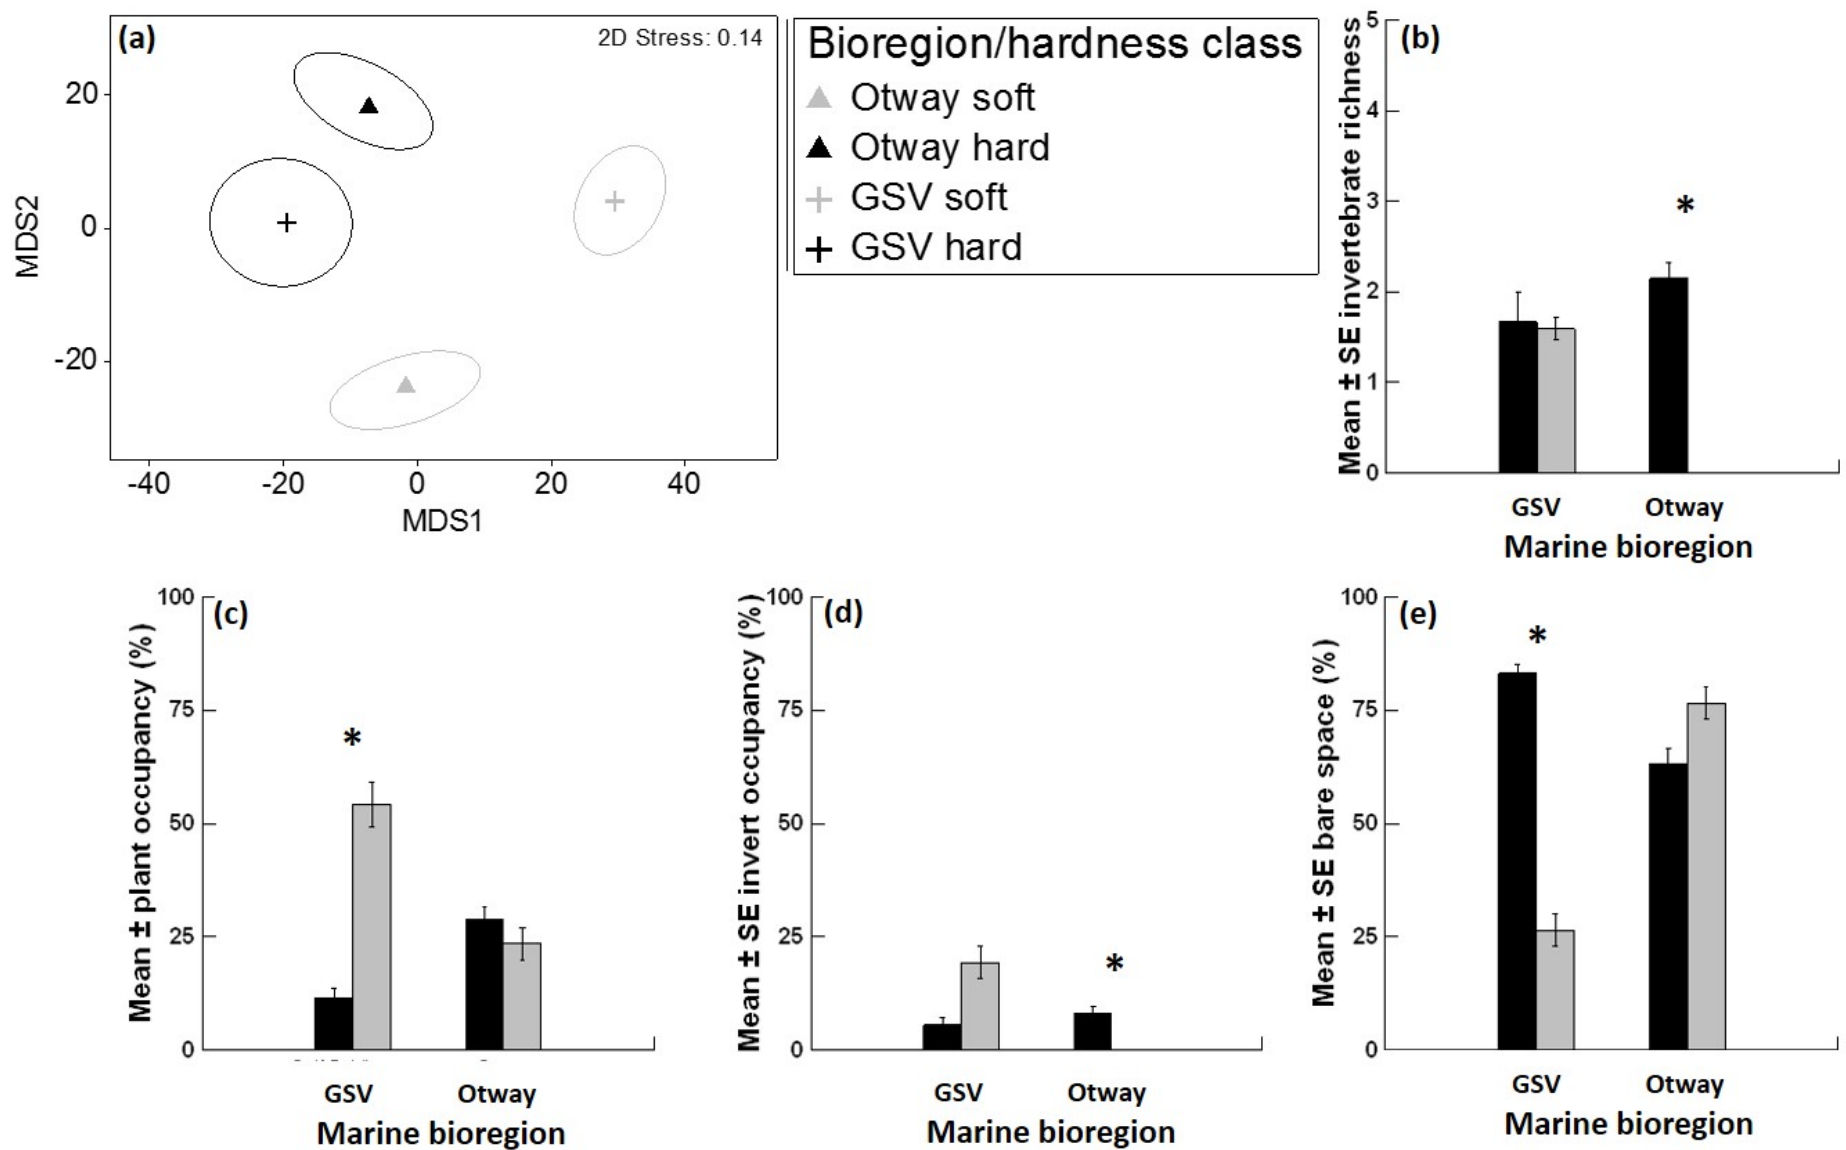 (a)
2D Stress: 0.14
20
0
-20
MDS2
-40 -20 0 20 40
MDS1
Bioregion/hardness class
Otway soft
Otway hard
GSV soft
GSV hard
(b)
Mean ± SE invertebrate richness
5
4
3
2
1
0
*
GSV Otway
Marine bioregion
(c)
Mean ± plant occupancy (%)
100
75
50
25
0
*
GSV Otway
Marine bioregion
(d)
Mean ± SE invert occupancy (%)
100
75
50
25
0
*
GSV Otway
Marine bioregion
(e)
Mean ± SE bare space (%)
100
75
50
25
0
*
GSV Otway
Marine bioregion